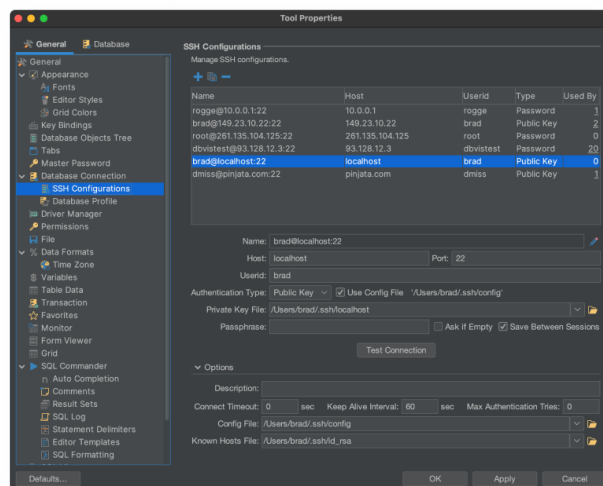 Tool Properties
General
Database
General
Appearance
Fonts
Editor Styles
Grid Colors
Key Bindings
Database Objects Tree
Tabs
Master Password
Database Connection
SSH Configurations
Database Profile
Driver Manager
Permissions
File
Data Formats
Time Zone
Variables
Table Data
Transaction
Favorites
Monitor
Form Viewer
Grid
SQL Commander
Auto Completion
Comments
Result Sets
SQL Log
Statement Delimiters
Editor Templates
SQL Formatting
SSH Configurations
Manage SSH configurations.
Name Host Userid Type Used By
rogge@10.0.0.1:22 10.0.0.1 rogge Password 1
brad@149.23.10.22:22 149.23.10.22 brad Public Key 2
root@261.135.104.125:22 261.135.104.125 root Password 0
dbvistest@93.128.12.3:22 93.128.12.3 dbvistest Password 20
brad@localhost:22 localhost brad Public Key 0
dmiss@pinjata.com:22 pinjata.com dmiss Public Key 1
Name: brad@localhost:22
Host: localhost Port: 22
Userid: brad
Authentication Type: Public Key Use Config File '/Users/brad/.ssh/config'
Private Key File: /Users/brad/.ssh/localhost
Passphrase: Ask if Empty Save Between Sessions
Test Connection
Options
Description:
Connect Timeout: 0 sec Keep Alive Interval: 60 sec Max Authentication Tries: 0
Config File: /Users/brad/.ssh/config
Known Hosts File: /Users/brad/.ssh/id_rsa
Defaults... OK Apply Cancel